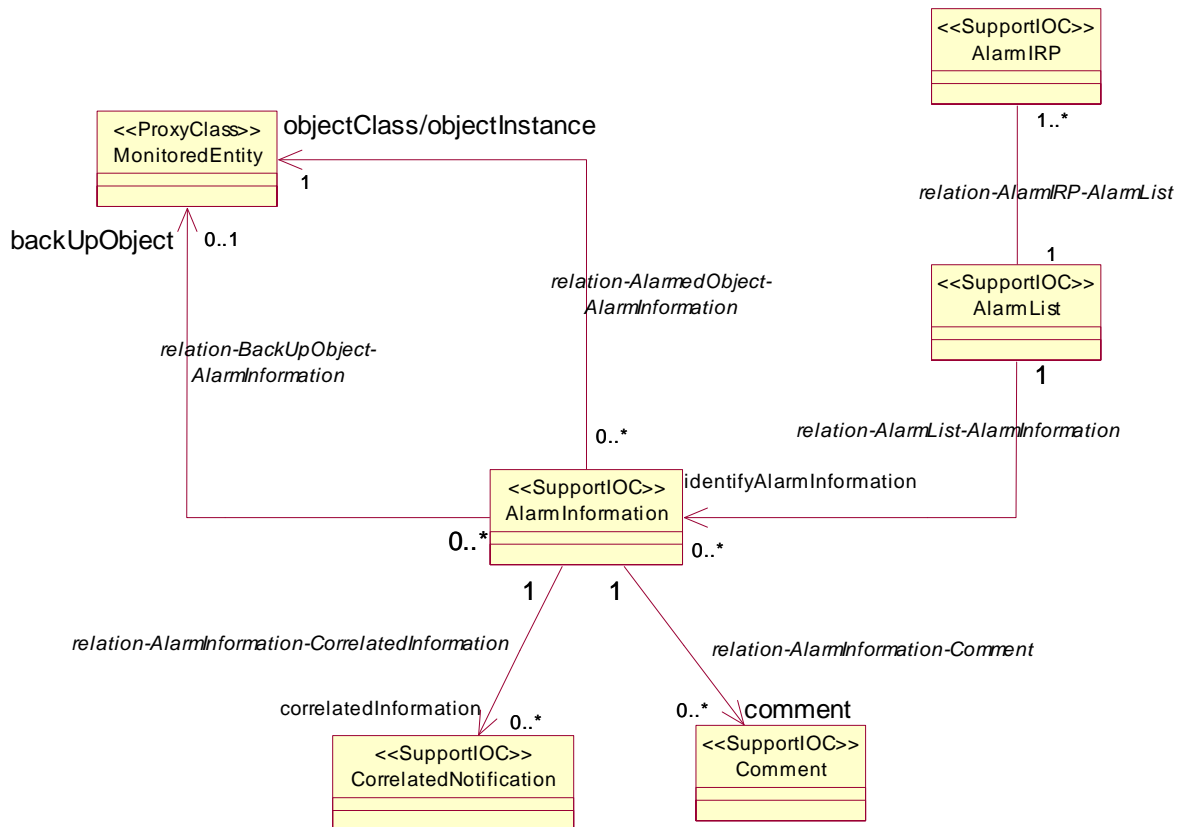 <<SupportIOC>>
AlarmIRP
1..*
relation-AlarmIRP-AlarmList
1
<<SupportIOC>>
AlarmList
1
<<ProxyClass>>
MonitoredEntity
objectClass/objectInstance
1
backUpObject
0..1
relation-AlarmedObject-
AlarmInformation
relation-BackUpObject-
AlarmInformation
0..*
relation-AlarmList-AlarmInformation
identifyAlarmInformation
<<SupportIOC>>
AlarmInformation
0..*
0..*
1
1
relation-AlarmInformation-CorrelatedInformation
relation-AlarmInformation-Comment
correlatedInformation
0..*
0..*
comment
<<SupportIOC>>
CorrelatedNotification
<<SupportIOC>>
Comment